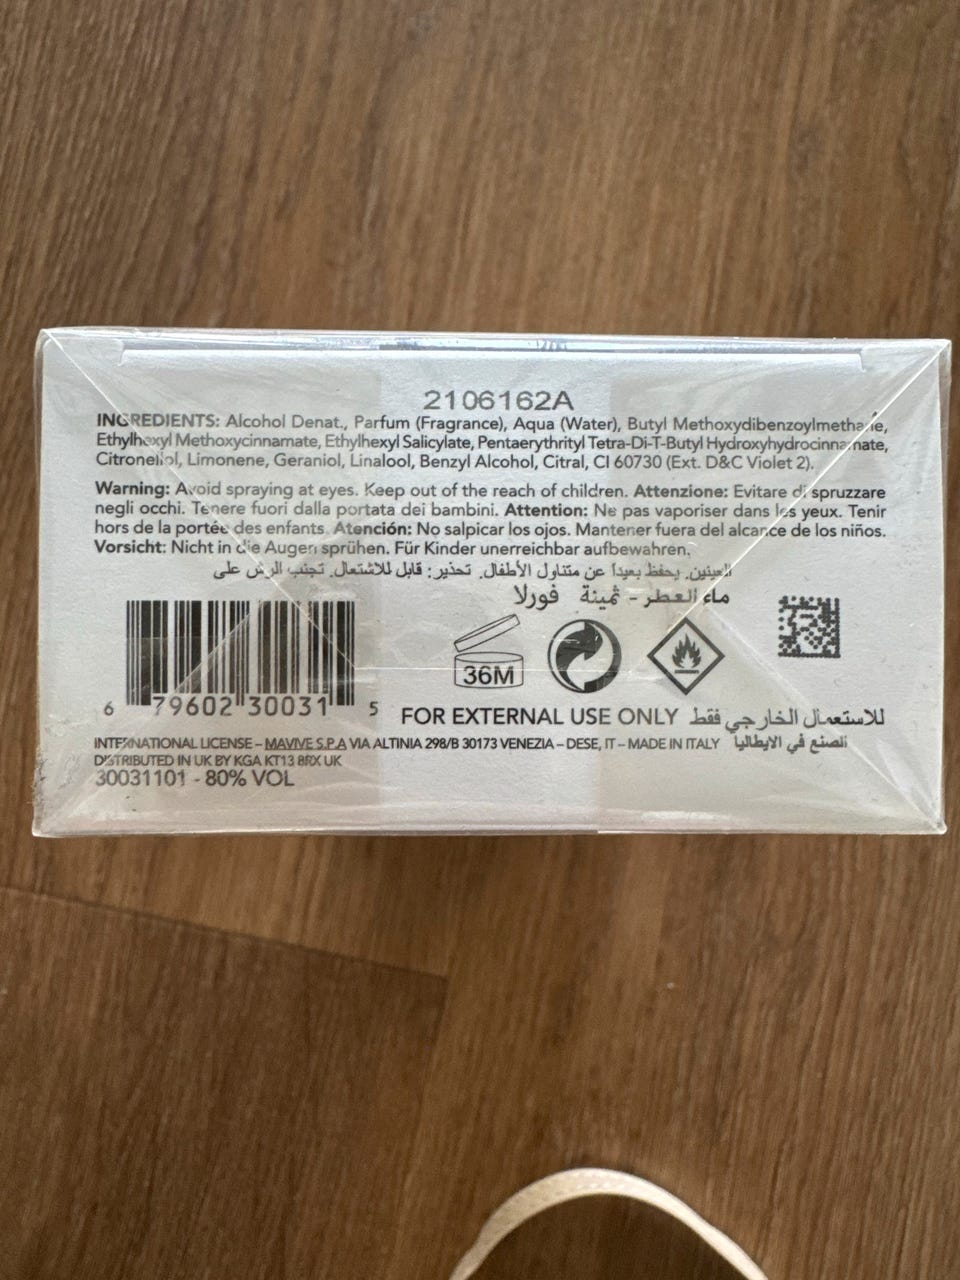 2106162A
INGREDIENTS: Alcohol Denat., Parfum (Fragrance), Aqua (Water), Butyl Methoxydibenzoylmethane,
Ethylhexyl Methoxycinnamate, Ethylhexyl Salicylate, Pentaerythrityl Tetra-Di-T-Butyl Hydroxyhydrocinnamate,
Citronellol, Limonene, Geraniol, Linalool, Benzyl Alcohol, Citral, CI 60730 (Ext. D&C Violet 2).
Warning: Avoid spraying at eyes. Keep out of the reach of children. Attenzione: Evitare di spruzzare
negli occhi. Tenere fuori dalla portata dei bambini. Attention: Ne pas vaporiser dans les yeux. Tenir
hors de la portée des enfants. Atención: No salpicar los ojos. Mantener fuera del alcance de los niños.
Vorsicht: Nicht in die Augen sprühen. Für Kinder unerreichbar aufbewahren.
العينين. يحفظ بعيداً عن متناول الأطفال. تحذير: قابل للاشتعال. تجنب الرش على
ماء العطر - ثمينة فورلا
36M
6 79602 30031 5
FOR EXTERNAL USE ONLY للاستعمال الخارجي فقط
INTERNATIONAL LICENSE – MAVIVE S.P.A VIA ALTINIA 298/B 30173 VENEZIA – DESE, IT – MADE IN ITALY الصنع في الايطاليا
DISTRIBUTED IN UK BY KGA KT13 8RX UK
30031101 - 80% VOL